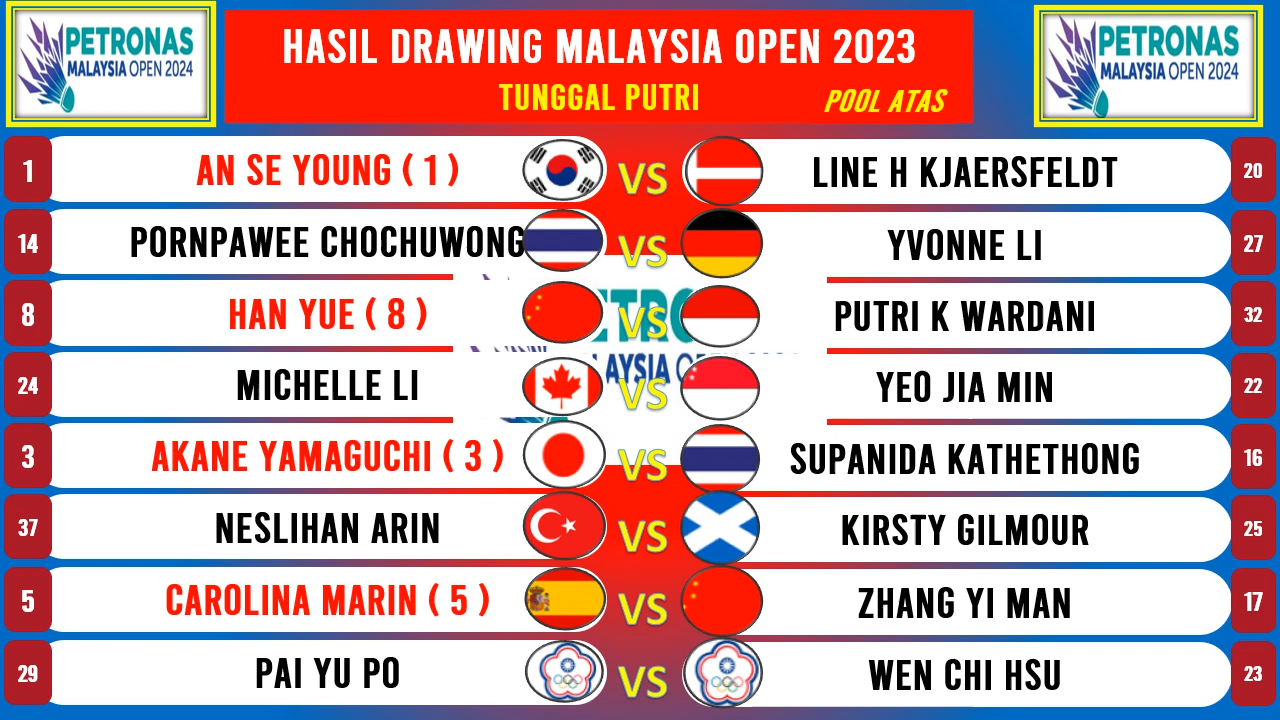 PETRONAS
MALAYSIA OPEN 2024
HASIL DRAWING MALAYSIA OPEN 2023
TUNGGAL PUTRI
POOL ATAS
PETRONAS
MALAYSIA OPEN 2024
1 AN SE YOUNG ( 1 ) VS LINE H KJAERSFELDT 20
14 PORNPAWEE CHOCHUWONG VS YVONNE LI 27
8 HAN YUE ( 8 ) VS PUTRI K WARDANI 32
24 MICHELLE LI VS YEO JIA MIN 22
3 AKANE YAMAGUCHI ( 3 ) VS SUPANIDA KATHETHONG 16
37 NESLIHAN ARIN VS KIRSTY GILMOUR 25
5 CAROLINA MARIN ( 5 ) VS ZHANG YI MAN 17
29 PAI YU PO VS WEN CHI HSU 23